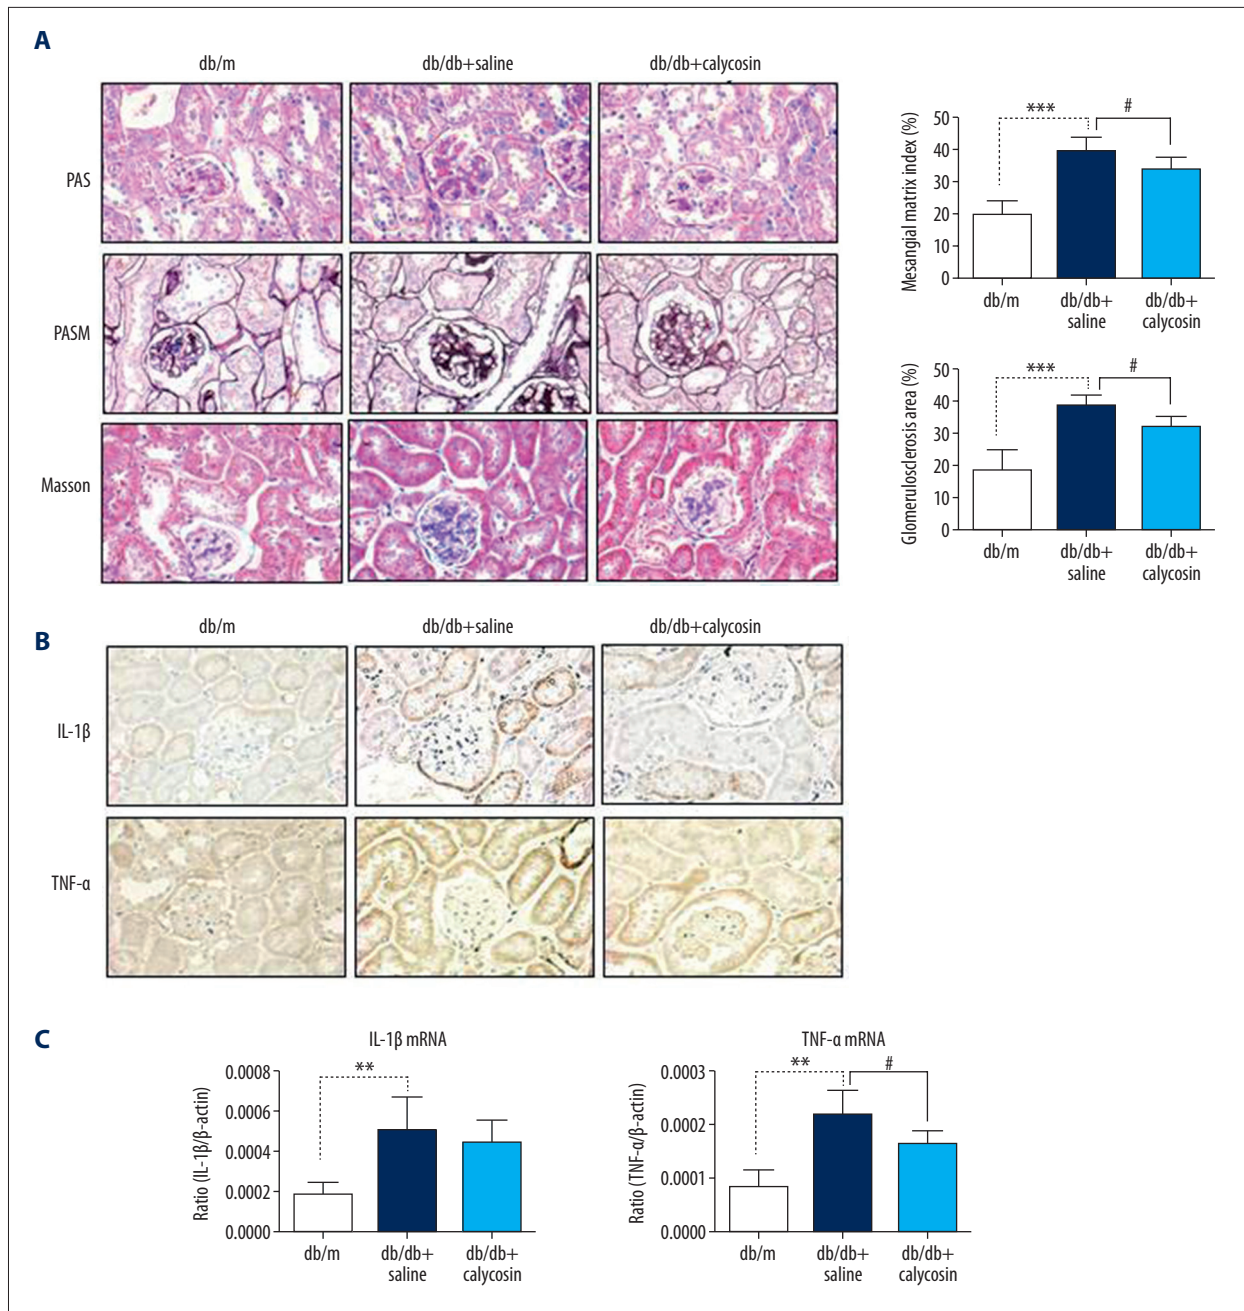 A
db/m
db/db+saline
db/db+calycosin
PAS
PASM
Masson
Mesangial matrix index (%)
50
40
30
20
10
0
***
#
db/m
db/db+
saline
db/db+
calycosin
Glomerulosclerosis area (%)
50
40
30
20
10
0
***
#
db/m
db/db+
saline
db/db+
calycosin
B
db/m
db/db+saline
db/db+calycosin
IL-1β
TNF-α
C
IL-1β mRNA
Ratio (IL-1β/β-actin)
0.0008
0.0006
0.0004
0.0002
0.0000
**
db/m
db/db+
saline
db/db+
calycosin
TNF-α mRNA
Ratio (TNF-α/β-actin)
0.0003
0.0002
0.0001
0.0000
**
#
db/m
db/db+
saline
db/db+
calycosin